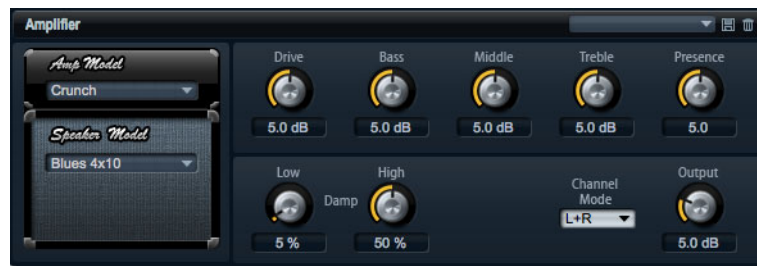 Amplifier
Amp Model
Crunch
Speaker Model
Blues 4x10
Drive Bass Middle Treble Presence
5.0 dB 5.0 dB 5.0 dB 5.0 dB 5.0
Low High
Damp
Channel
Mode
Output
L+R
5 % 50 % 5.0 dB